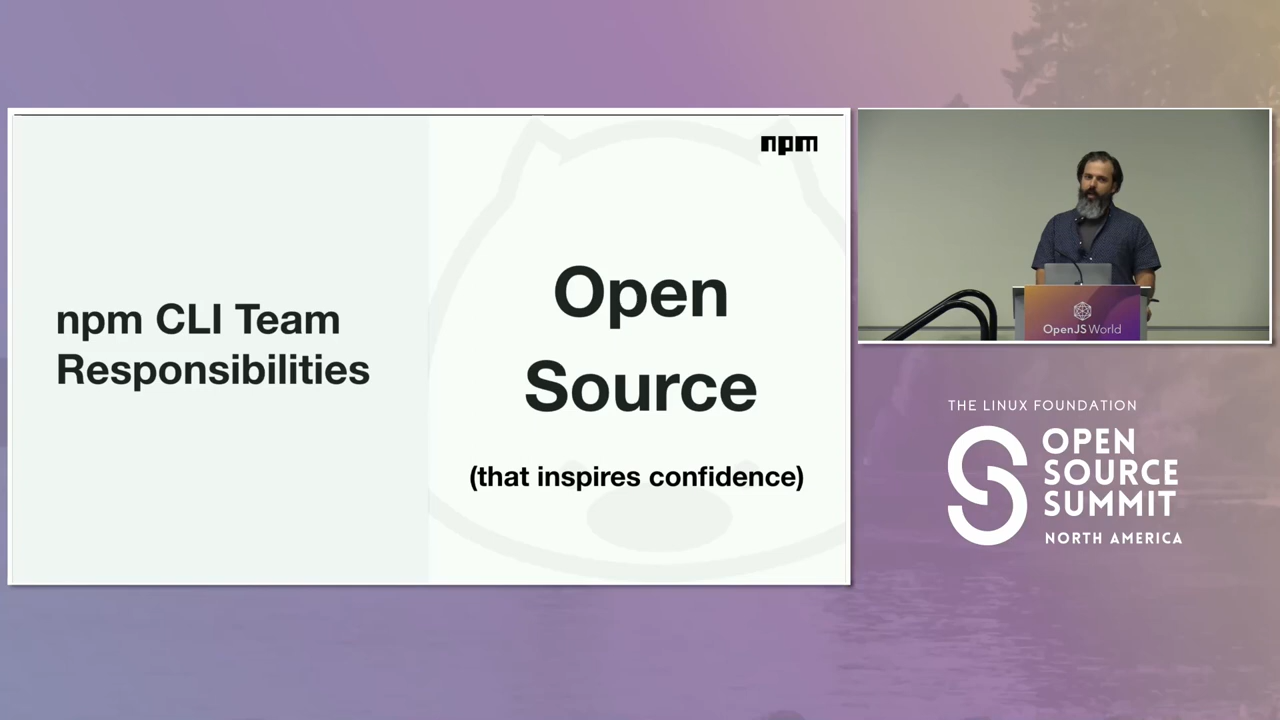 npm
npm CLI Team
Responsibilities
Open
Source
(that inspires confidence)
OpenJS World
THE LINUX FOUNDATION
OPEN
SOURCE
SUMMIT
NORTH AMERICA